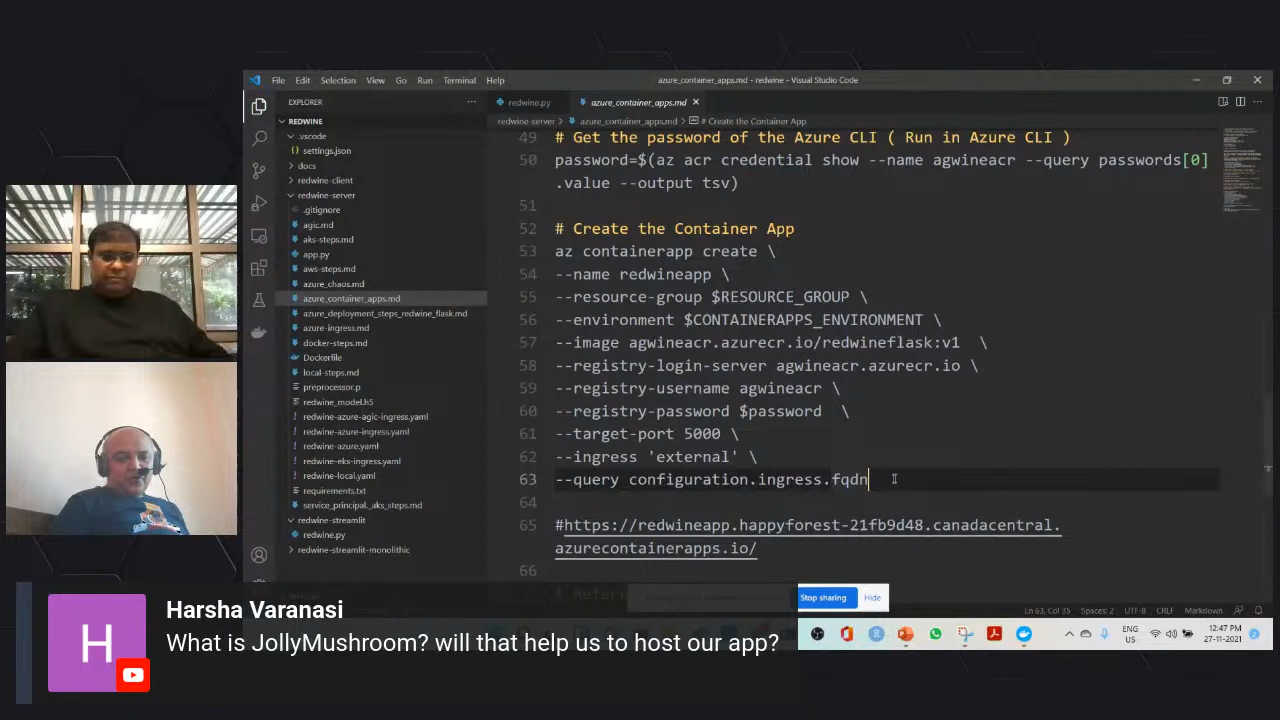 File Edit Selection View Go Run Terminal Help
azure_container_apps.md - redwine - Visual Studio Code
EXPLORER
REDWINE
.vscode
settings.json
docs
redwine-client
redwine-server
.gitignore
agic.md
aks-steps.md
app.py
aws-steps.md
azure_chaos.md
azure_container_apps.md
azure_deployment_steps_redwine_flask.md
azure-ingress.md
docker-steps.md
Dockerfile
local-steps.md
preprocessor.p
redwine_model.h5
redwine-azure-agic-ingress.yaml
redwine-azure-ingress.yaml
redwine-azure.yaml
redwine-eks-ingress.yaml
redwine-local.yaml
requirements.txt
service_principal_aks_steps.md
redwine-streamlit
redwine.py
redwine-streamlit-monolithic
redwine.py
azure_container_apps.md
redwine-server > azure_container_apps.md > # Create the Container App
49 # Get the password of the Azure CLI ( Run in Azure CLI )
50 password=$(az acr credential show --name agwineacr --query passwords[0]
.value --output tsv)
51
52 # Create the Container App
53 az containerapp create \
54 --name redwineapp \
55 --resource-group $RESOURCE_GROUP \
56 --environment $CONTAINERAPPS_ENVIRONMENT \
57 --image agwineacr.azurecr.io/redwineflask:v1 \
58 --registry-login-server agwineacr.azurecr.io \
59 --registry-username agwineacr \
60 --registry-password $password \
61 --target-port 5000 \
62 --ingress 'external' \
63 --query configuration.ingress.fqdn
64
65 #https://redwineapp.happyforest-21fb9d48.canadacentral.
azurecontainerapps.io/
66
Stop sharing Hide
Ln 63, Col 35 Spaces: 2 UTF-8 CRLF Markdown
ENG
US
12:47 PM
27-11-2021
H
Harsha Varanasi
What is JollyMushroom? will that help us to host our app?